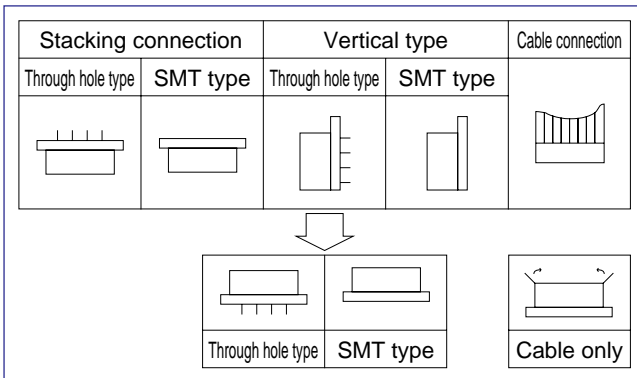 Stacking connection Vertical type Cable connection
Through hole type SMT type Through hole type SMT type
Through hole type SMT type Cable only